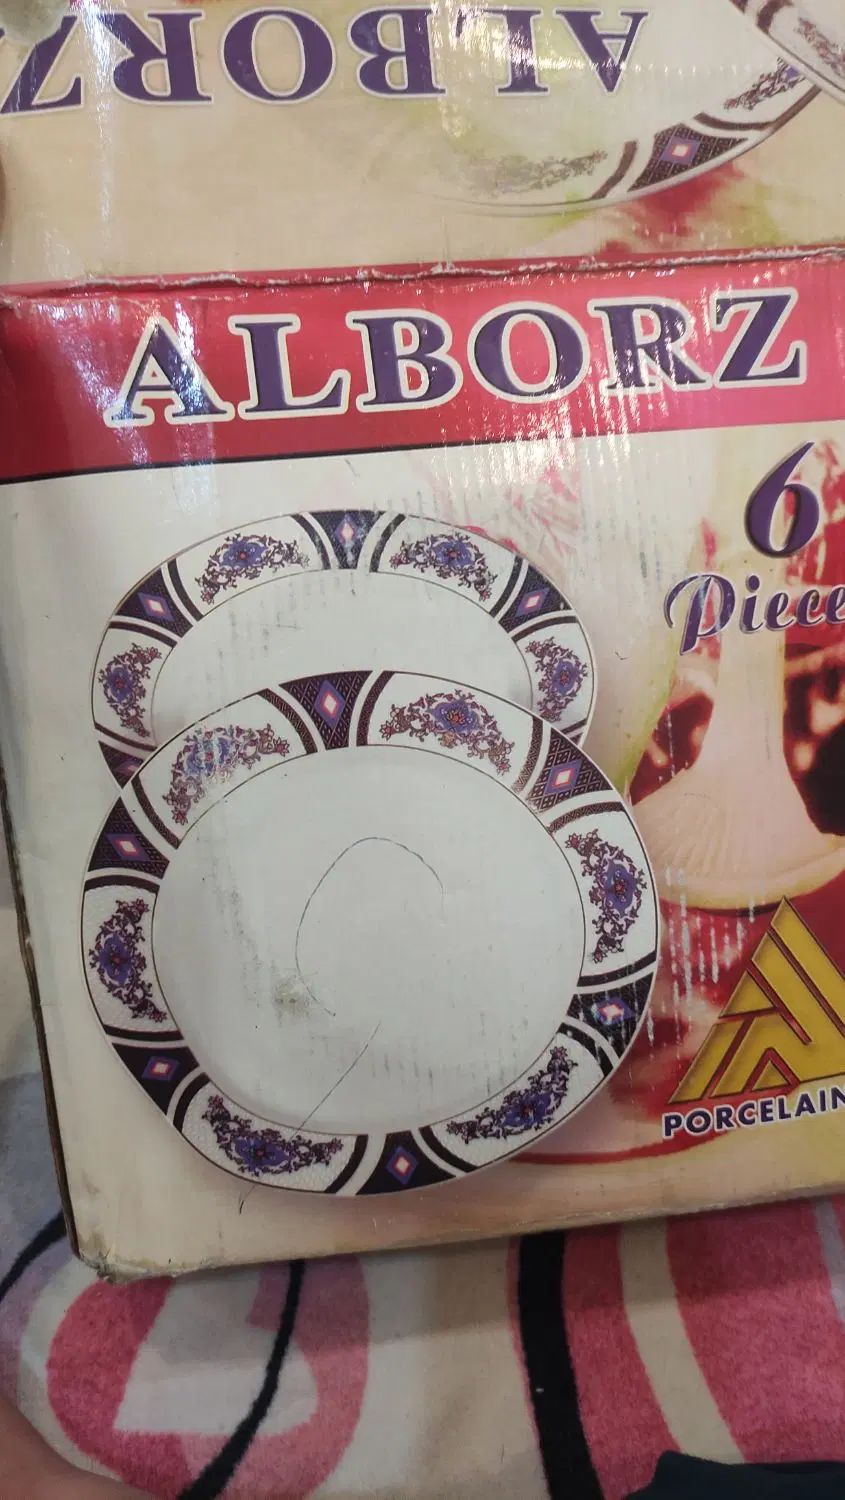 ALBORZ
ALBORZ
6
Piece
PORCELAIN